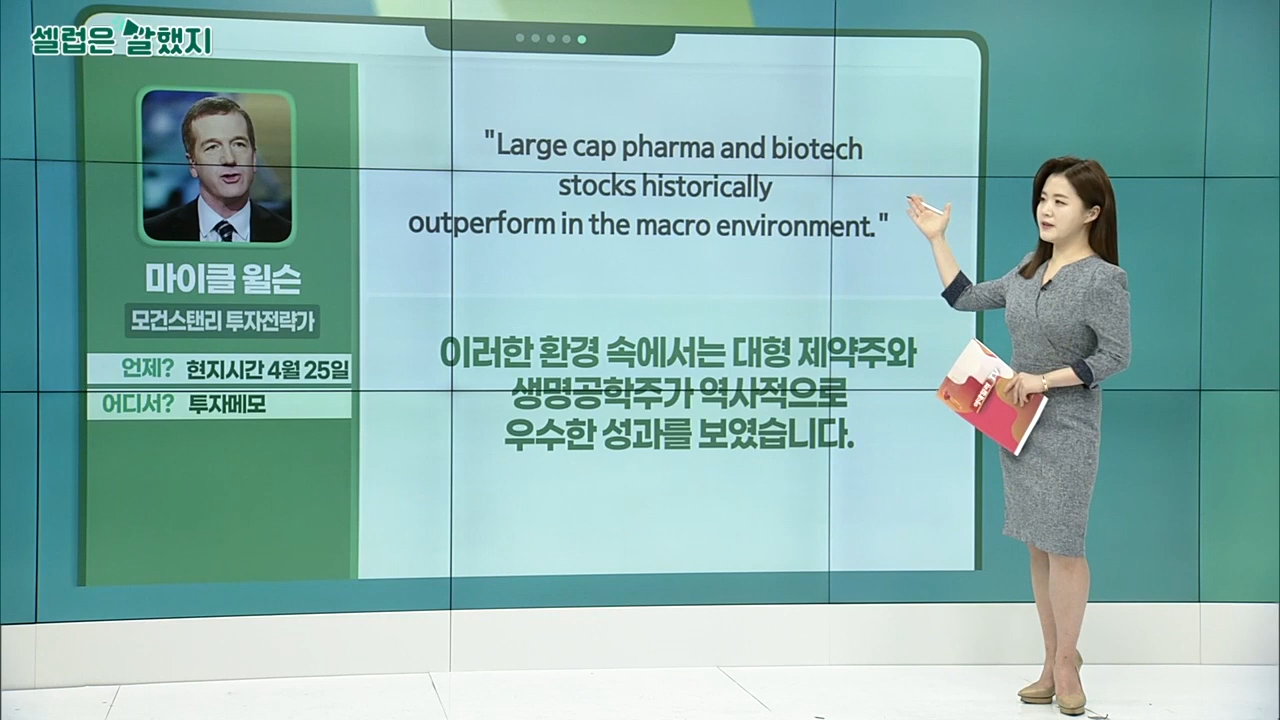 셀럽은 말했지
"Large cap pharma and biotech
stocks historically
outperform in the macro environment."
이러한 환경 속에서는 대형 제약주와
생명공학주가 역사적으로
우수한 성과를 보였습니다.
마이클 윌슨
모건스탠리 투자전략가
언제? 현지시간 4월 25일
어디서? 투자메모